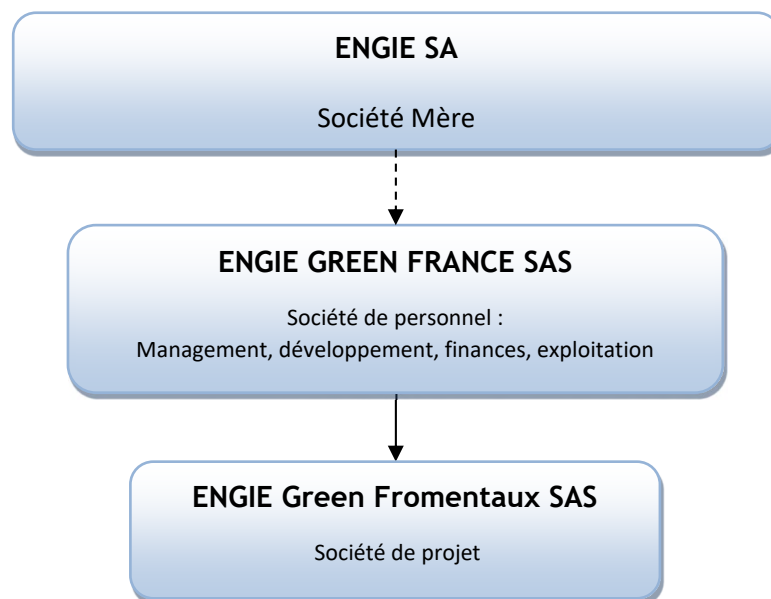 ENGIE SA
Société Mère
ENGIE GREEN FRANCE SAS
Société de personnel :
Management, développement, finances, exploitation
ENGIE Green Fromentaux SAS
Société de projet